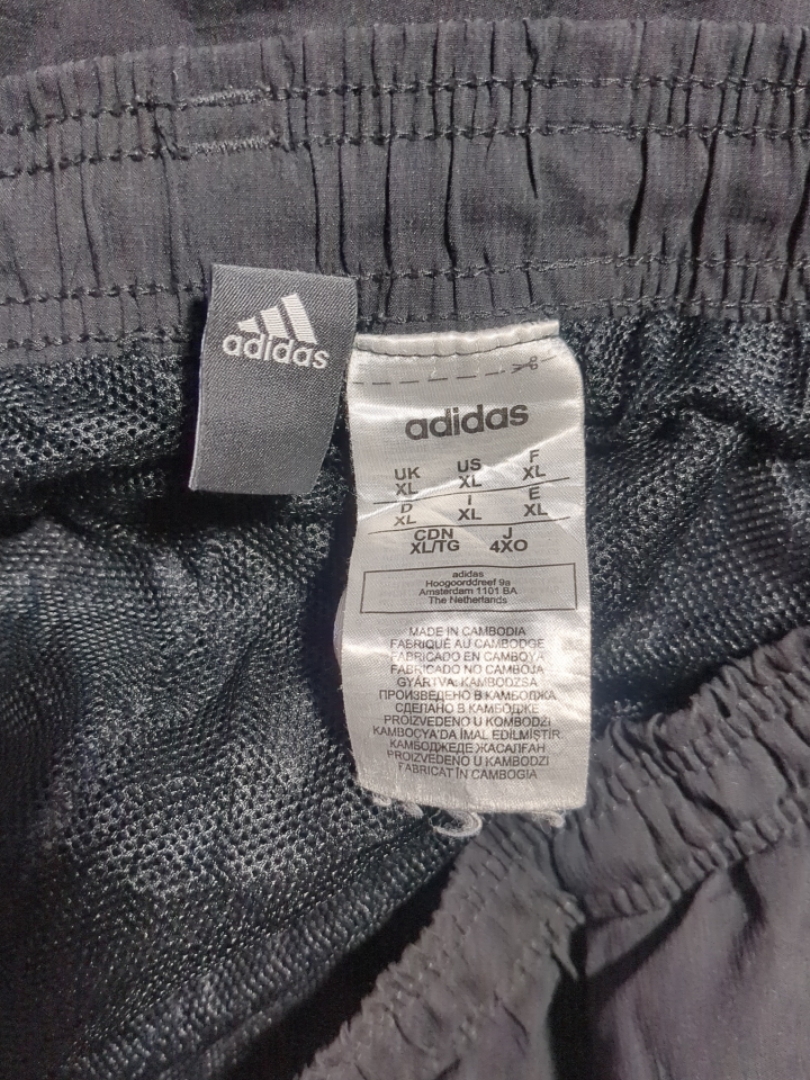 adidas
adidas
UK US F
XL XL XL
D I E
XL XL XL
CDN J
XL/TG 4XO
adidas
Hoogoorddreef 9a
Amsterdam 1101 BA
The Netherlands
MADE IN CAMBODIA
FABRIQUÉ AU CAMBODGE
FABRICADO EN CAMBOYA
FABRICADO NO CAMBOJA
GYÁRTVA: KAMBODZSA
ПРОИЗВЕДЕНО В КАМБОДЖА
СДЕЛАНО В КАМБОДЖЕ
PROIZVEDENO U KOMBODZI
KAMBOÇYA'DA İMAL EDİLMİŞTİR.
КАМБОДЖЕДЕ ЖАСАЛҒАН
PROIZVEDENO U KAMBODZI
FABRICAT ÎN CAMBOGIA